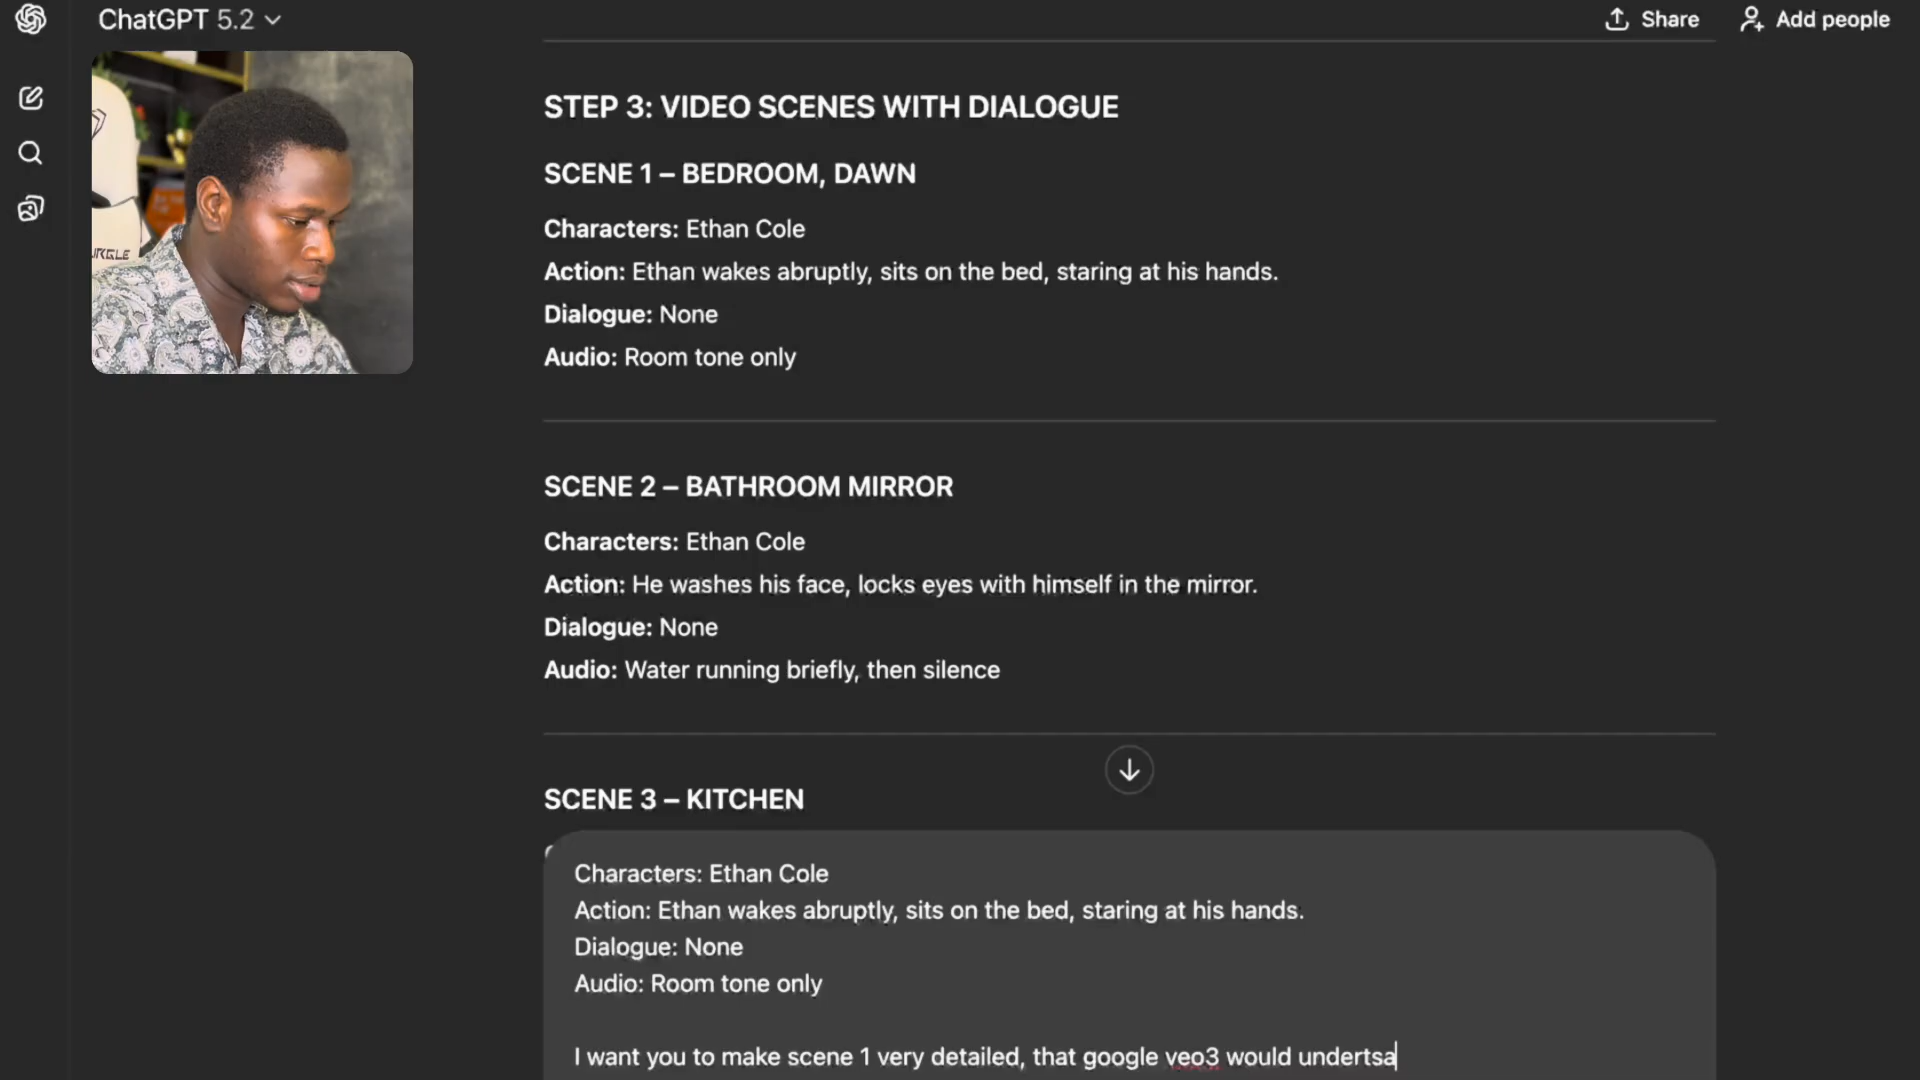 ChatGPT 5.2
Share
Add people
STEP 3: VIDEO SCENES WITH DIALOGUE
SCENE 1 – BEDROOM, DAWN
Characters: Ethan Cole
Action: Ethan wakes abruptly, sits on the bed, staring at his hands.
Dialogue: None
Audio: Room tone only
SCENE 2 – BATHROOM MIRROR
Characters: Ethan Cole
Action: He washes his face, locks eyes with himself in the mirror.
Dialogue: None
Audio: Water running briefly, then silence
SCENE 3 – KITCHEN
Characters: Ethan Cole
Action: Ethan wakes abruptly, sits on the bed, staring at his hands.
Dialogue: None
Audio: Room tone only
I want you to make scene 1 very detailed, that google veo3 would undertsa